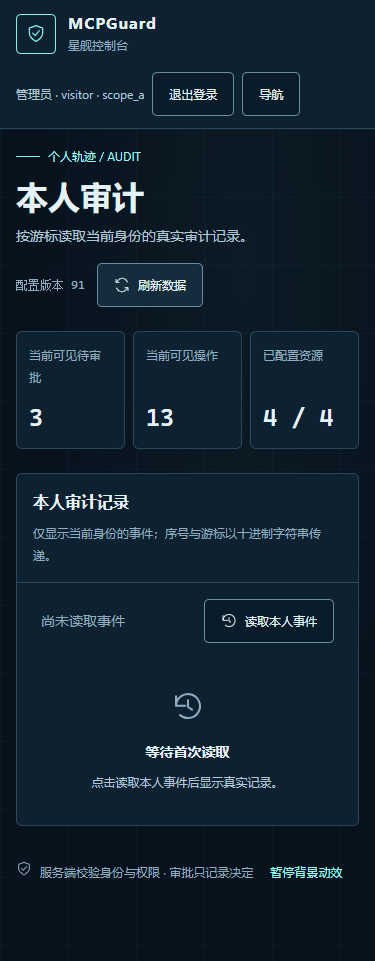 MCPGuard
星舰控制台
管理员 · visitor · scope_a
退出登录
导航
个人轨迹 / AUDIT
本人审计
按游标读取当前身份的真实审计记录。
配置版本 91
刷新数据
当前可见待审
批
3
当前可见操作
13
已配置资源
4 / 4
本人审计记录
仅显示当前身份的事件；序号与游标以十进制字符串传
递。
尚未读取事件
读取本人事件
等待首次读取
点击读取本人事件后显示真实记录。
服务端校验身份与权限 · 审批只记录决定
暂停背景动效